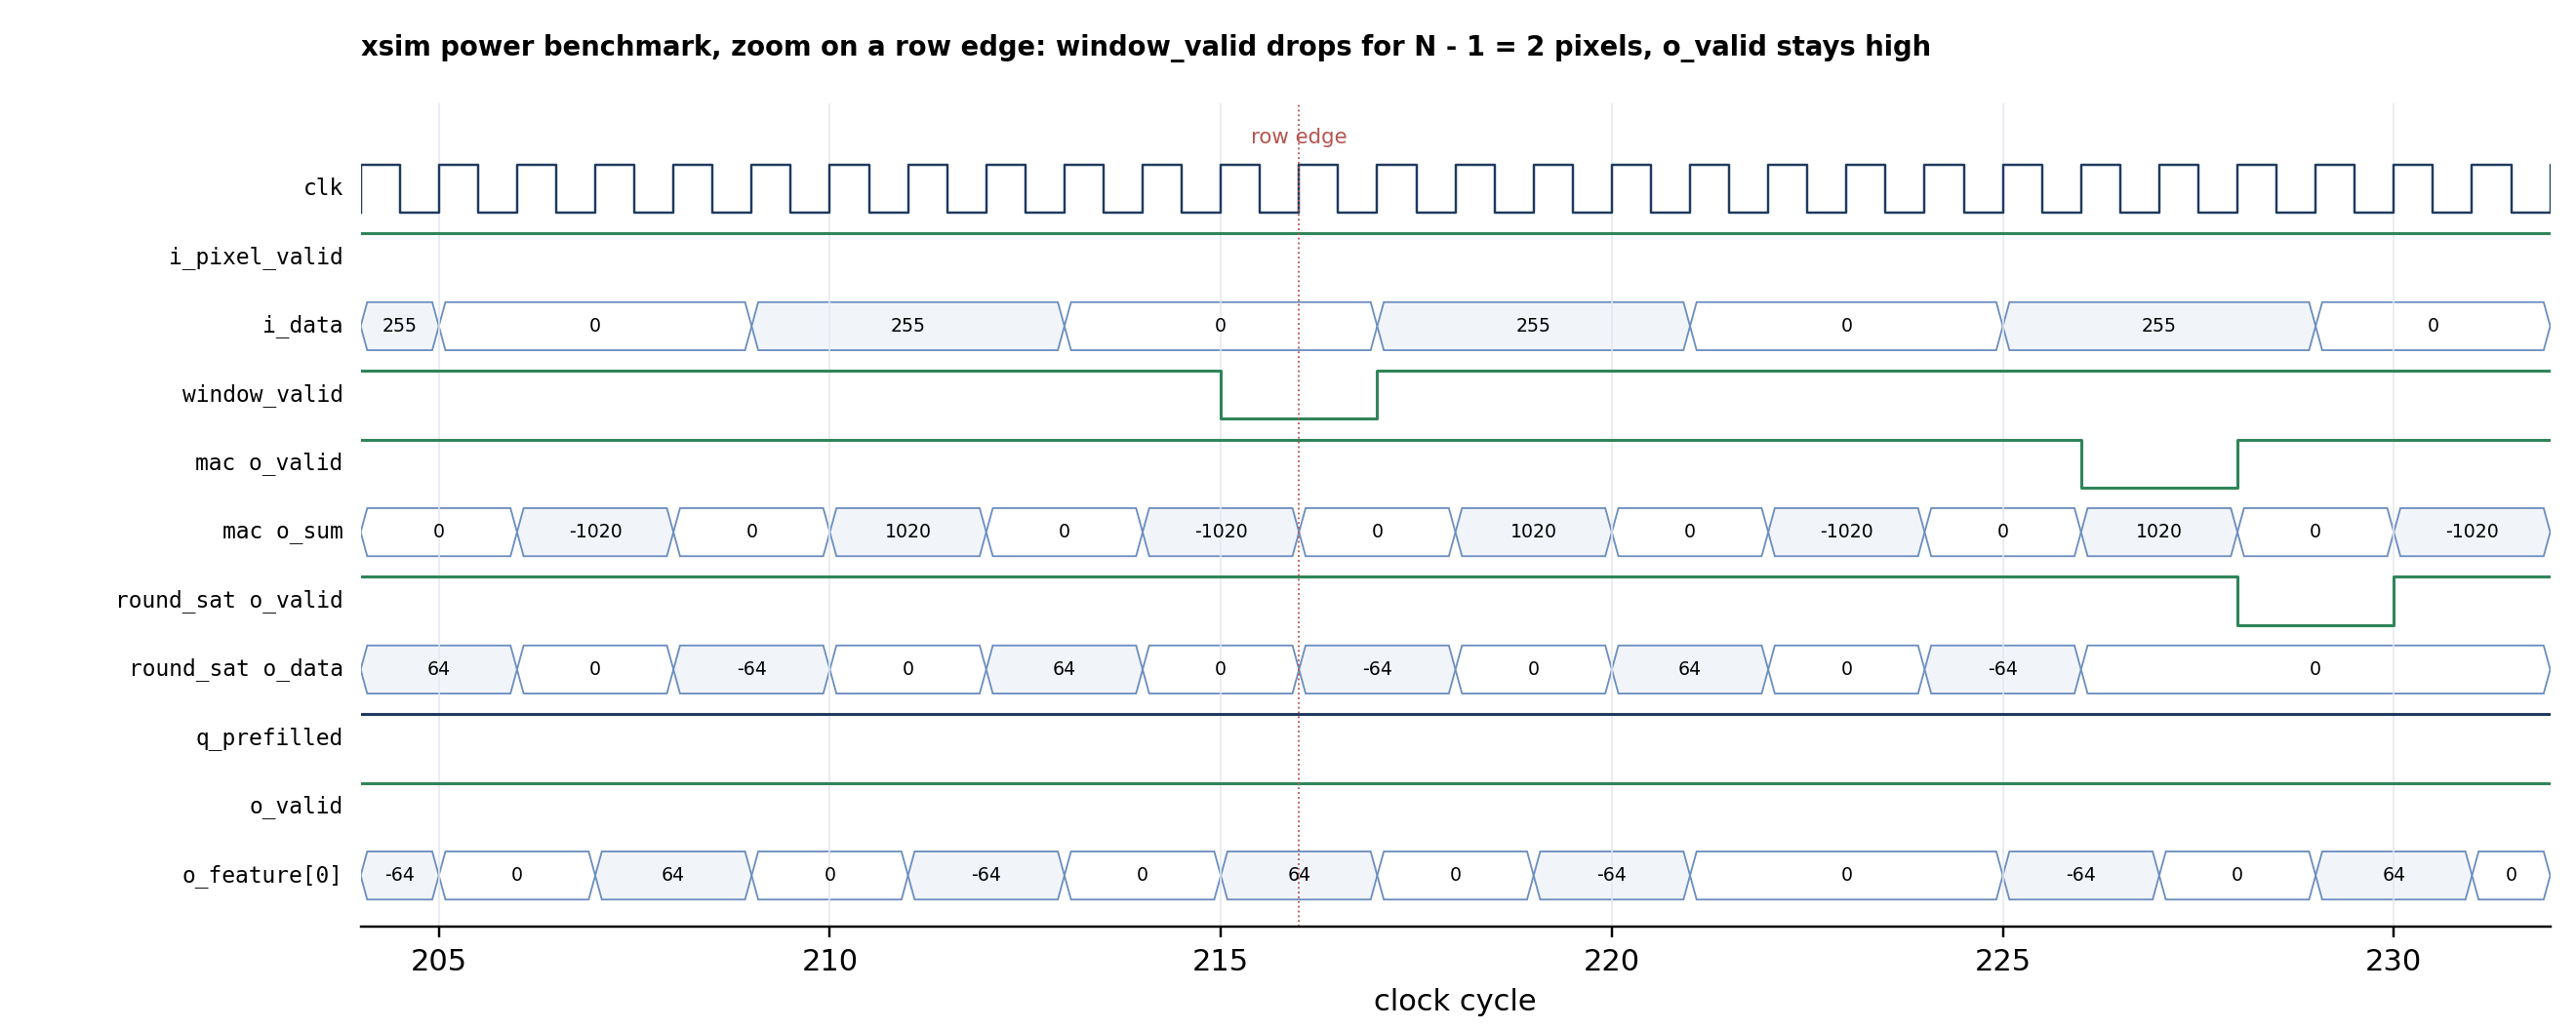 xsim power benchmark, zoom on a row edge: window_valid drops for N - 1 = 2 pixels, o_valid stays high
row edge
clk
i_pixel_valid
i_data 255 0 255 0 255 0 255 0
window_valid
mac o_valid
mac o_sum 0 -1020 0 1020 0 -1020 0 1020 0 -1020 0 1020 0 -1020
round_sat o_valid
round_sat o_data 64 0 -64 0 64 0 -64 0 64 0 -64 0
q_prefilled
o_valid
o_feature[0] -64 0 64 0 -64 0 64 0 -64 0 -64 0 64 0
205 210 215 220 225 230
clock cycle